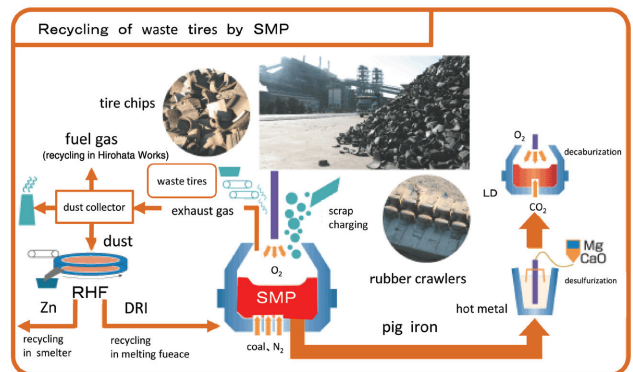 Recycling of waste tires by SMP
tire chips
fuel gas
(recycling in Hirohata Works)
waste tires
dust collector
exhaust gas
dust
RHF
Zn
DRI
recycling
in smelter
recycling
in melting fueace
scrap
charging
O2
SMP
coal、N2
rubber crawlers
pig iron
hot metal
Mg
CaO
desulfurization
CO2
LD
O2
decaburization